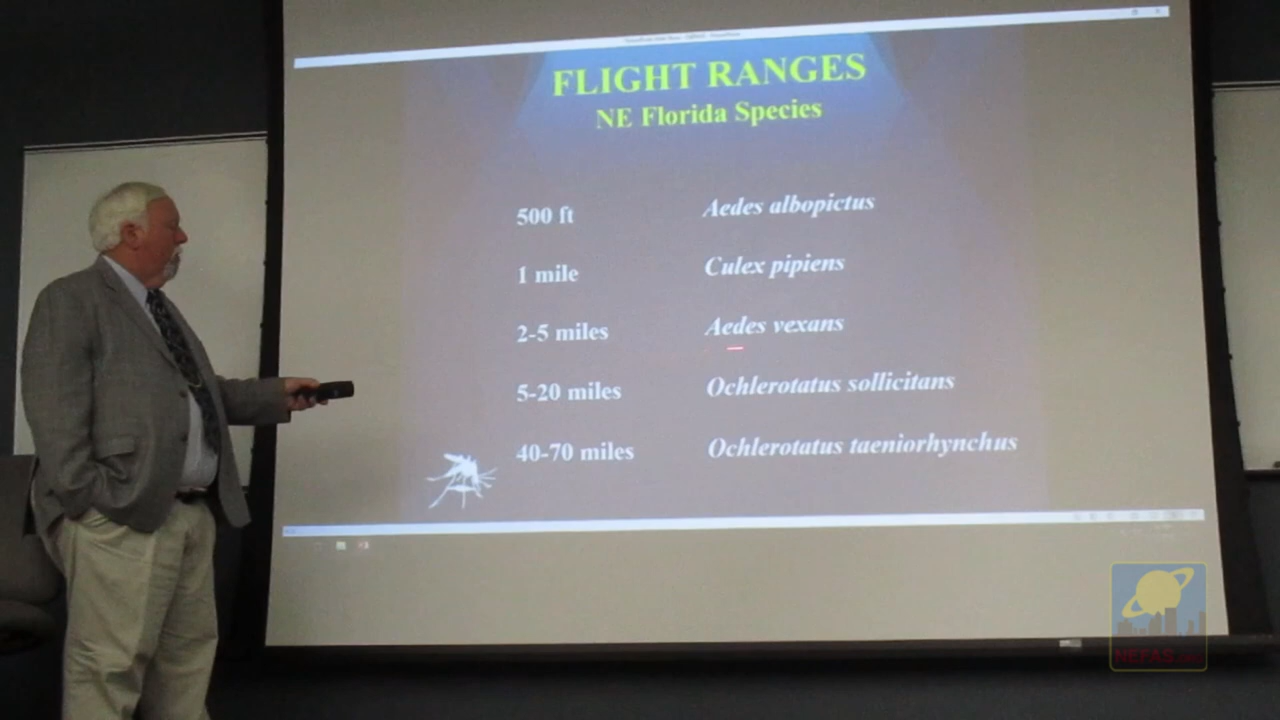 FLIGHT RANGES
NE Florida Species
500 ft Aedes albopictus
1 mile Culex pipiens
2-5 miles Aedes vexans
5-20 miles Ochlerotatus sollicitans
40-70 miles Ochlerotatus taeniorhynchus
NEFAS.org